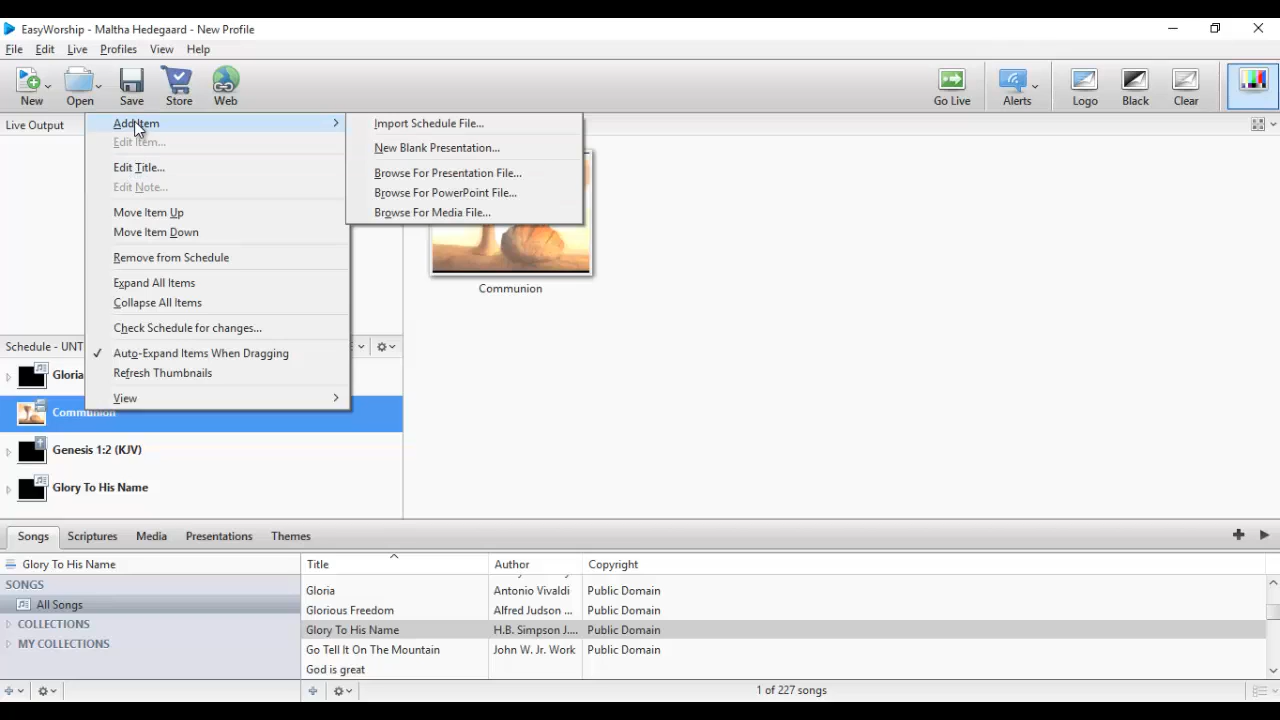 EasyWorship - Maltha Hedegaard - New Profile
File Edit Live Profiles View Help
New Open Save Store Web Go Live Alerts Logo Black Clear
Live Output
Add Item
Edit Item...
Edit Title...
Edit Note...
Move Item Up
Move Item Down
Remove from Schedule
Expand All Items
Collapse All Items
Check Schedule for changes...
✓ Auto-Expand Items When Dragging
Refresh Thumbnails
View
Import Schedule File...
New Blank Presentation...
Browse For Presentation File...
Browse For PowerPoint File...
Browse For Media File...
Communion
Schedule - UNT
Gloria
Communion
Genesis 1:2 (KJV)
Glory To His Name
Songs Scriptures Media Presentations Themes
Glory To His Name
SONGS
All Songs
COLLECTIONS
MY COLLECTIONS
Title Author Copyright
Gloria Antonio Vivaldi Public Domain
Glorious Freedom Alfred Judson ... Public Domain
Glory To His Name H.B. Simpson J.... Public Domain
Go Tell It On The Mountain John W. Jr. Work Public Domain
God is great
1 of 227 songs